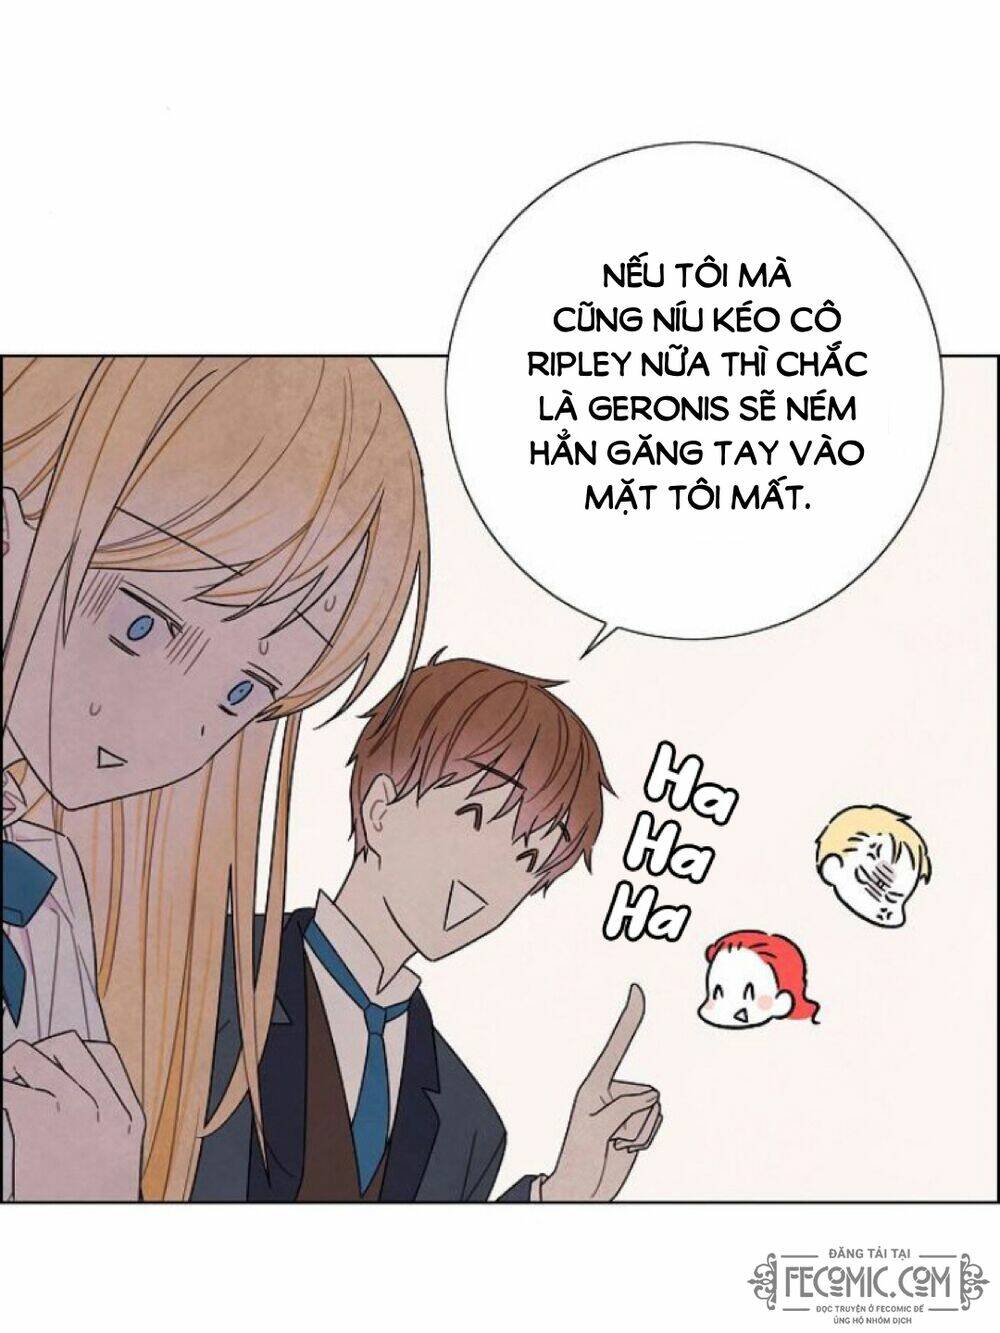 NẾU TÔI MÀ
CŨNG NÍU KÉO CÔ
RIPLEY NỮA THÌ CHẮC
LÀ GERONIS SẼ NÉM
HẲN GĂNG TAY VÀO
MẶT TÔI MẤT.
Ha
Ha
Ha
ĐĂNG TẢI TẠI
FECOMIC.COM
ĐỌC TRUYỆN Ở FECOMIC ĐỂ
ỦNG HỘ NHÓM DỊCH